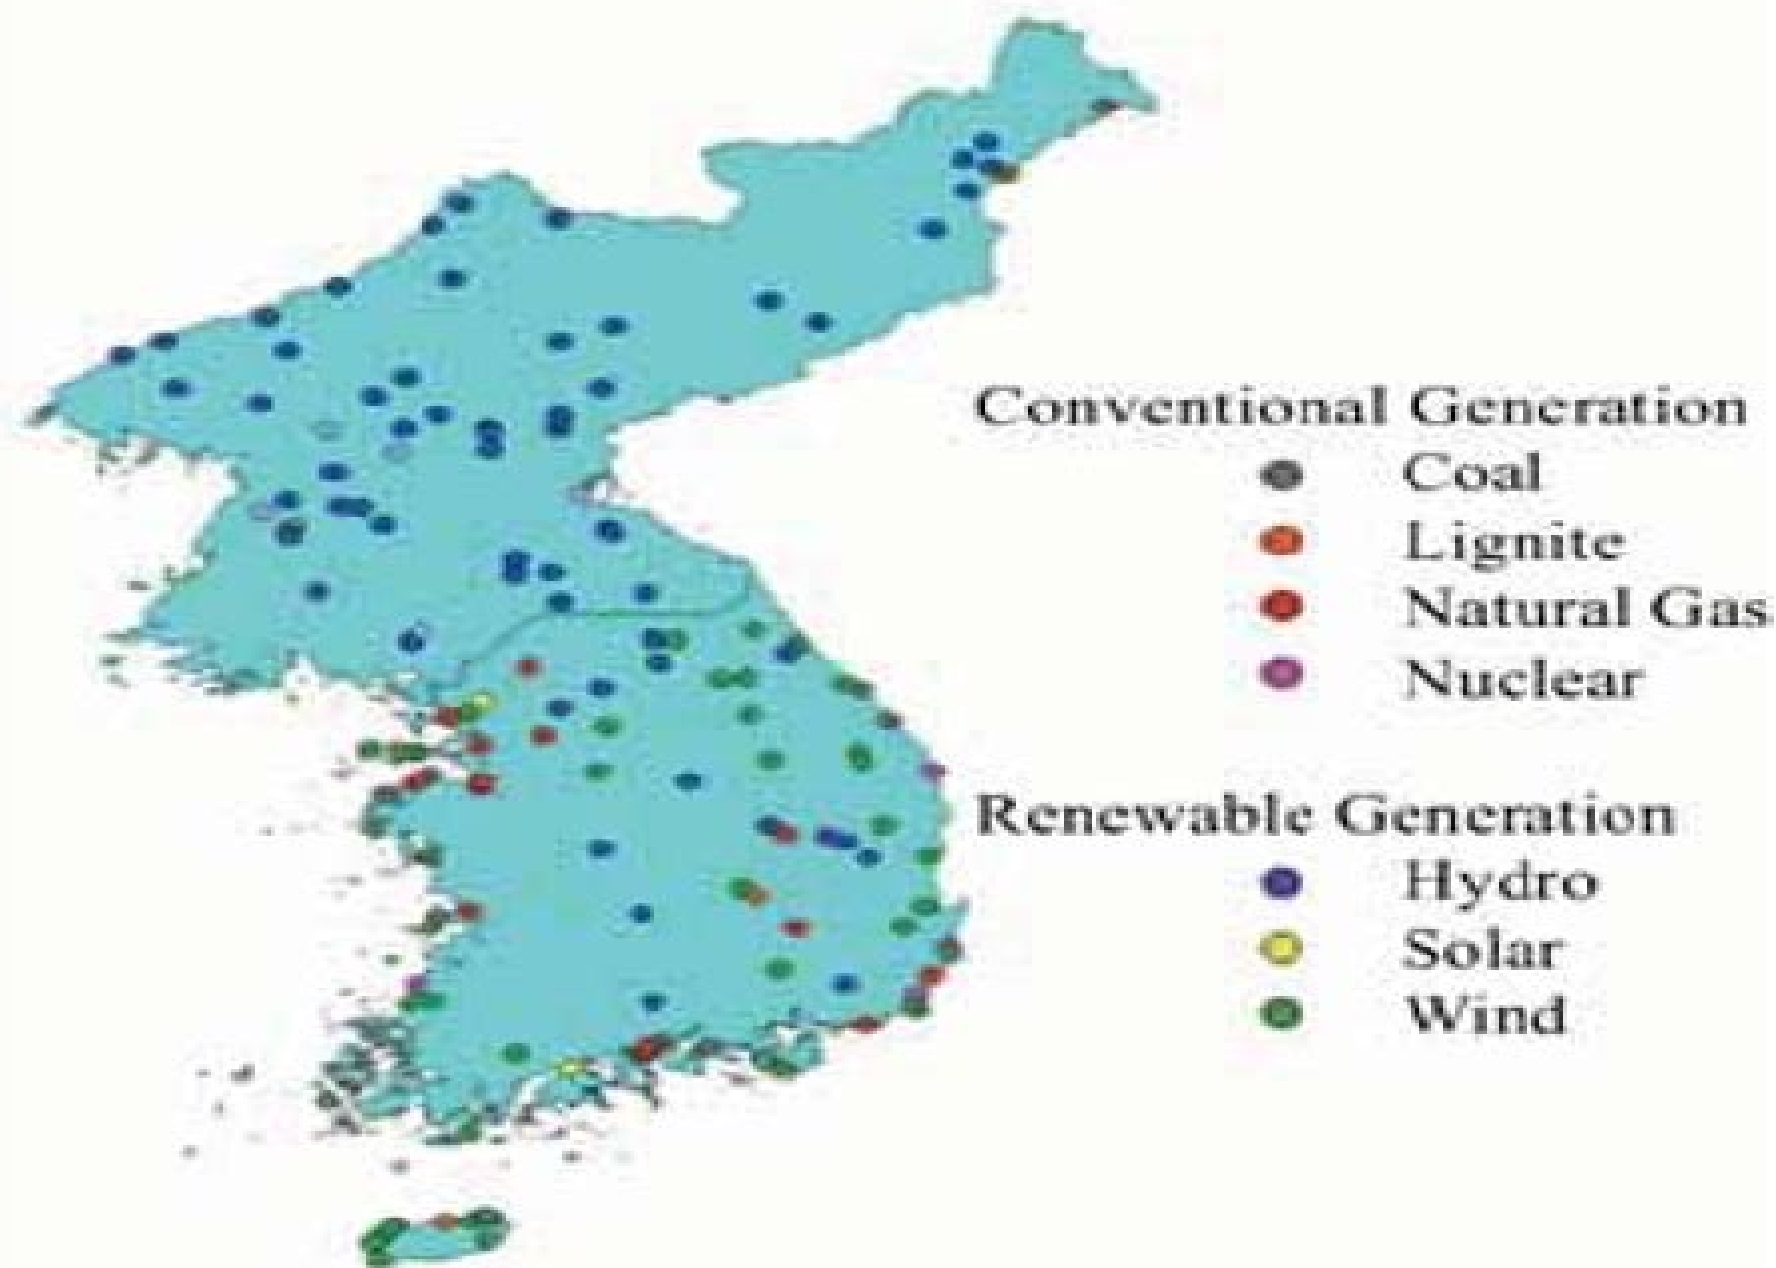 Conventional Generation
Coal
Lignite
Natural Gas
Nuclear
Renewable Generation
Hydro
Solar
Wind